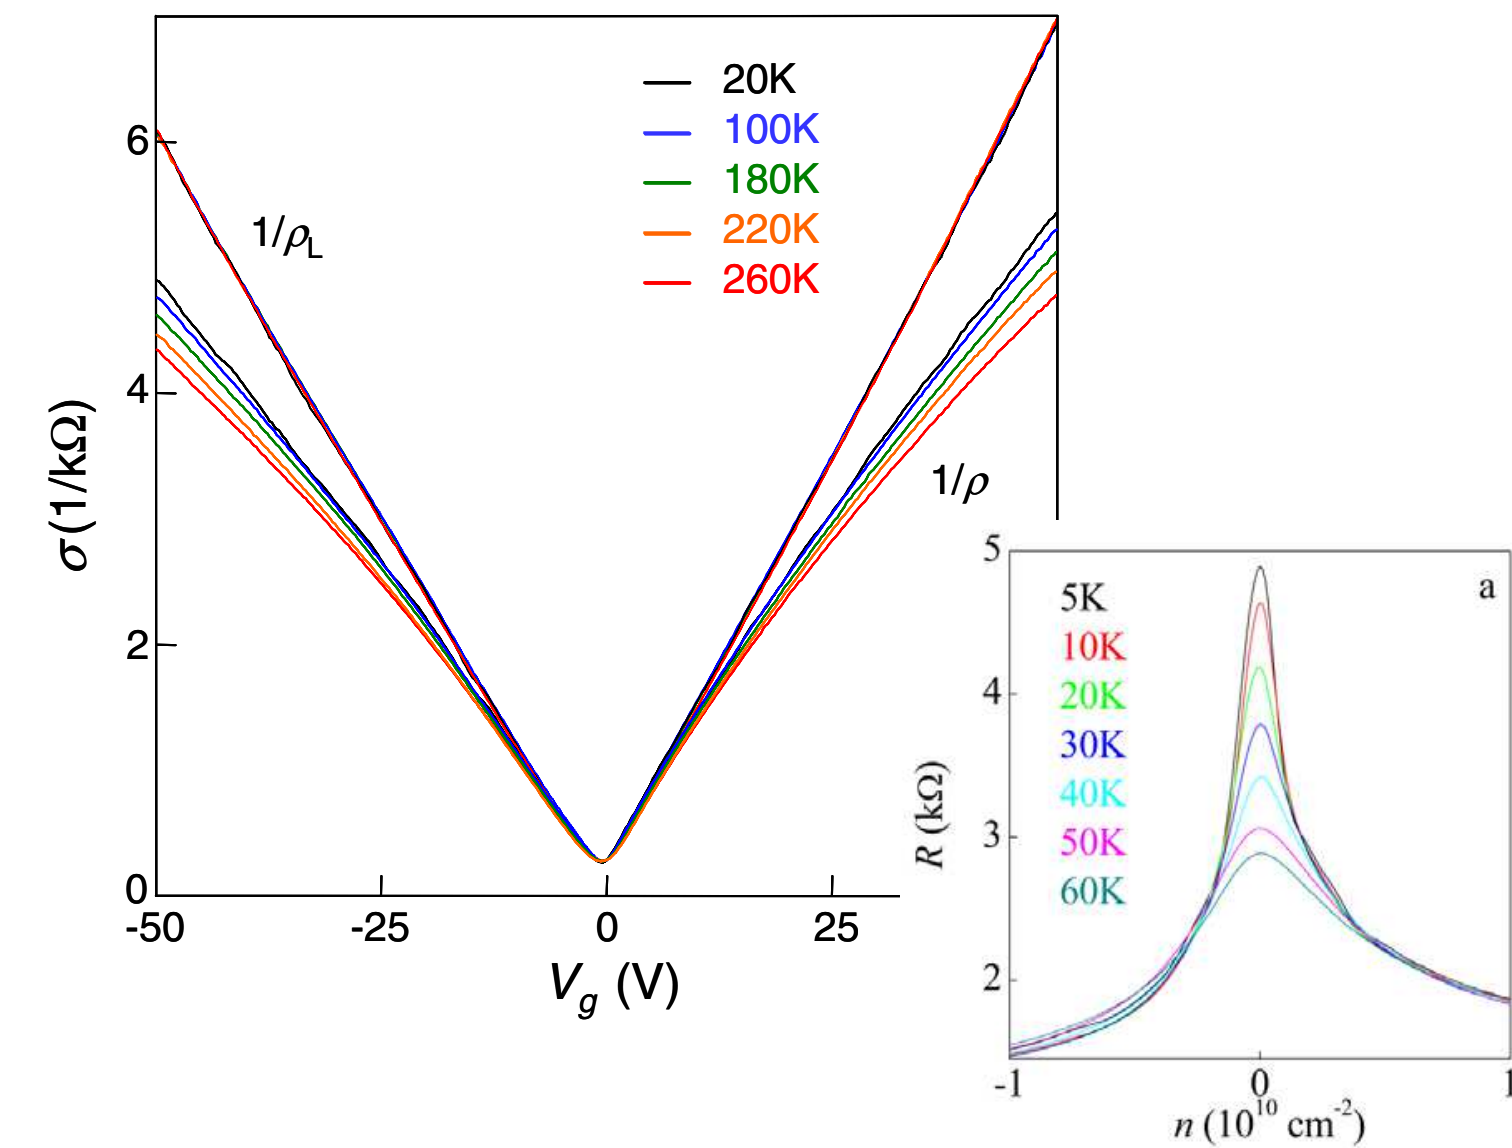 20K
100K
180K
220K
260K
6
4
2
0
1/ρL
1/ρ
σ (1/kΩ)
-50
-25
0
25
Vg (V)
a
5K
10K
20K
30K
40K
50K
60K
5
4
3
2
R (kΩ)
-1
0
1
n (10^10 cm^-2)